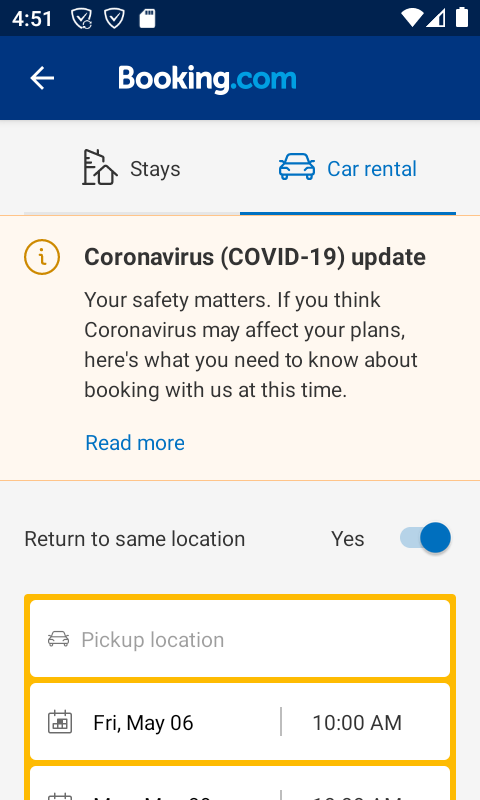 4:51
Booking.com
Stays
Car rental
Coronavirus (COVID-19) update
Your safety matters. If you think
Coronavirus may affect your plans,
here's what you need to know about
booking with us at this time.
Read more
Return to same location Yes
Pickup location
Fri, May 06 10:00 AM